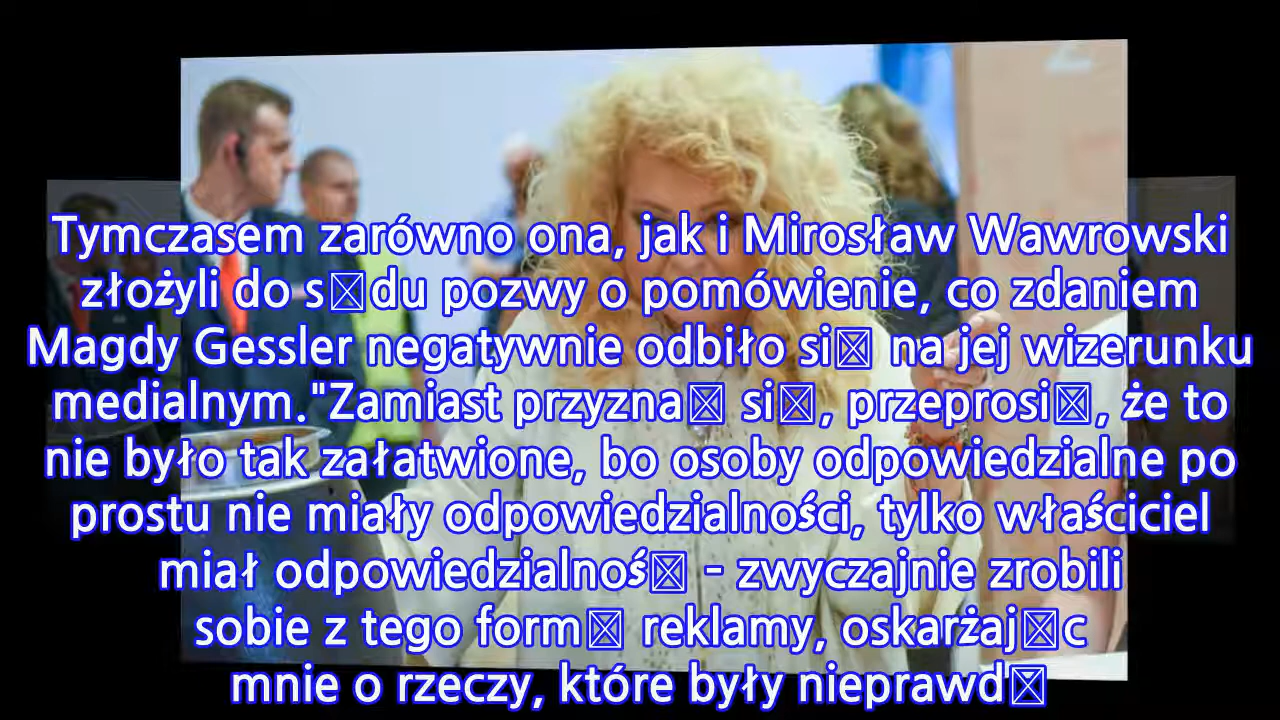 Tymczasem zarówno ona, jak i Mirosław Wawrowski
złożyli do s☒du pozwy o pomówienie, co zdaniem
Magdy Gessler negatywnie odbiło si☒ na jej wizerunku
medialnym."Zamiast przyzna☒ si☒, przeprosi☒, że to
nie było tak załatwione, bo osoby odpowiedzialne po
prostu nie miały odpowiedzialności, tylko właściciel
miał odpowiedzialnoś☒ - zwyczajnie zrobili
sobie z tego form☒ reklamy, oskarżaj☒c
mnie o rzeczy, które były nieprawd☒